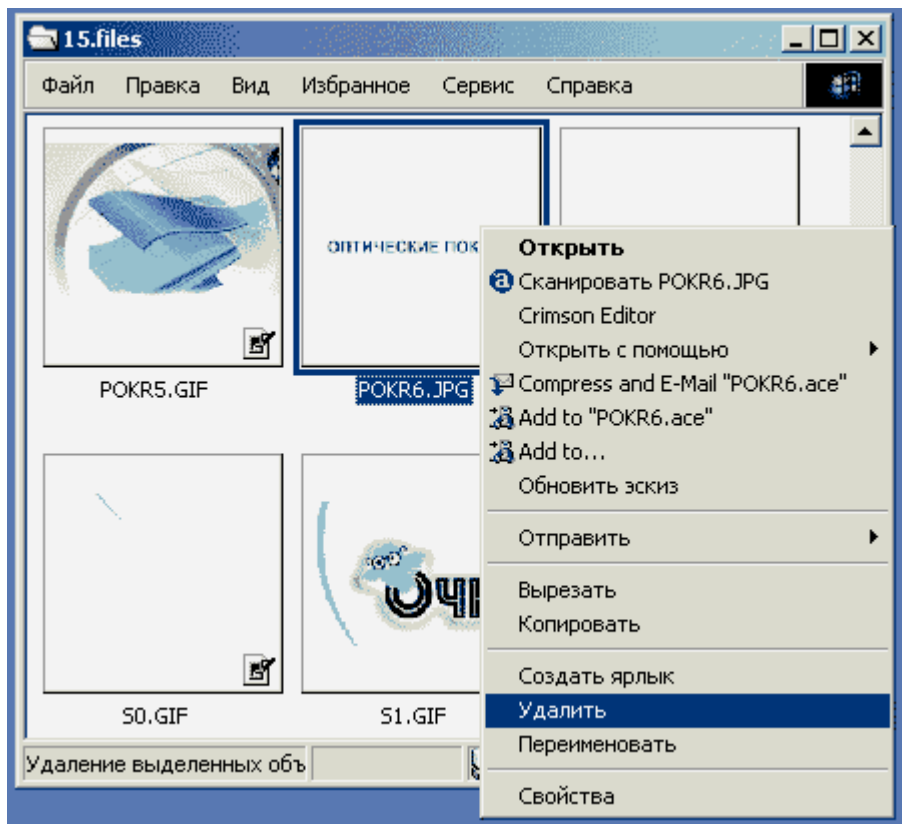 15.files
Файл Правка Вид Избранное Сервис Справка
ОПТИЧЕСКИЕ
POKR5.GIF
POKR6.JPG
S0.GIF
S1.GIF
Удаление выделенных объ
Открыть
Сканировать POKR6.JPG
Crimson Editor
Открыть с помощью
Compress and E-Mail "POKR6.ace"
Add to "POKR6.ace"
Add to...
Обновить эскиз
Отправить
Вырезать
Копировать
Создать ярлык
Удалить
Переименовать
Свойства